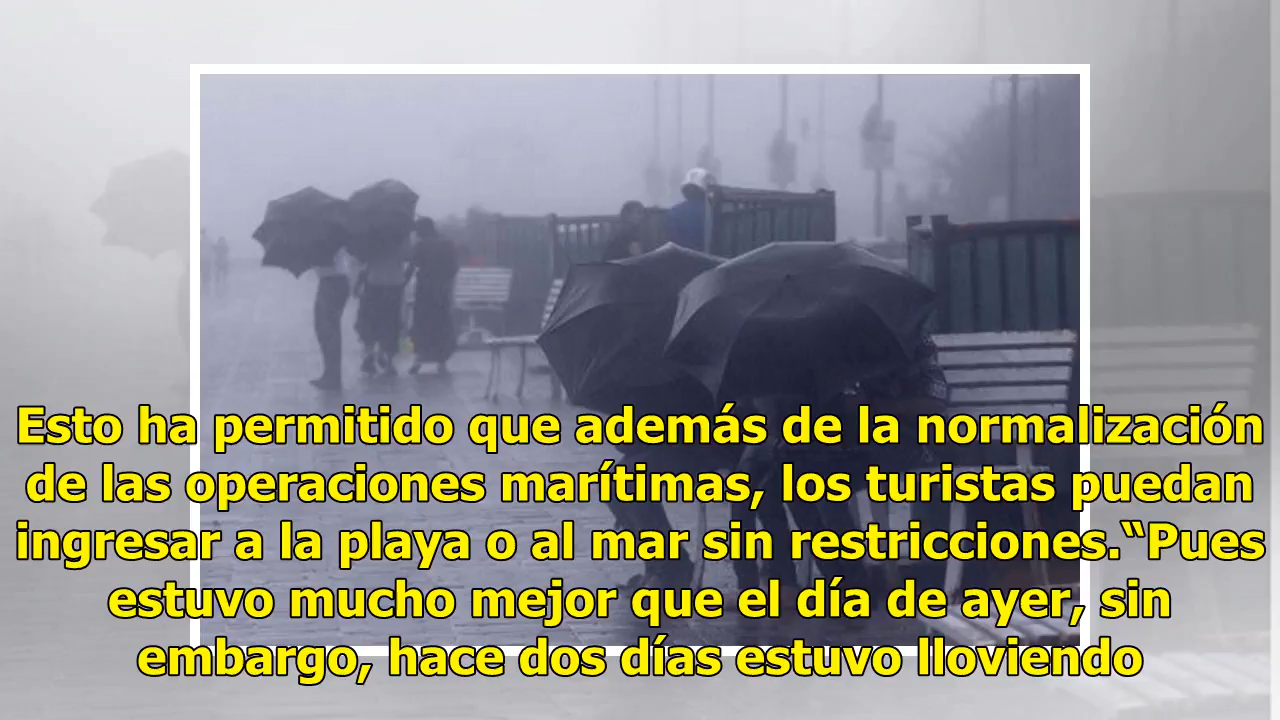 Esto ha permitido que además de la normalización
de las operaciones marítimas, los turistas puedan
ingresar a la playa o al mar sin restricciones.“Pues
estuvo mucho mejor que el día de ayer, sin
embargo, hace dos días estuvo lloviendo